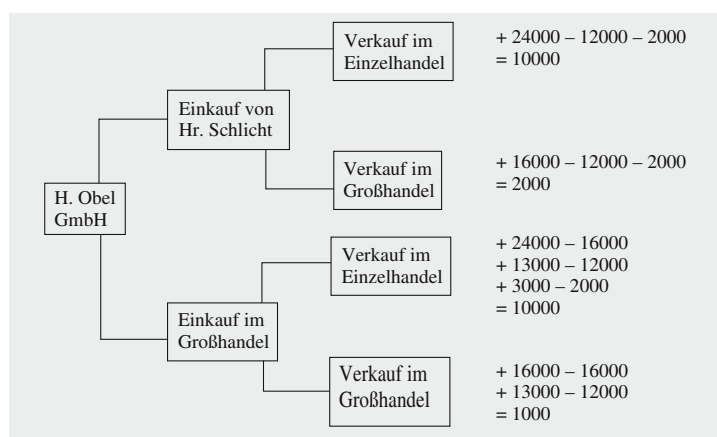 Verkauf im
Einzelhandel
+ 24000 – 12000 – 2000
= 10000
Einkauf von
Hr. Schlicht
Verkauf im
Großhandel
+ 16000 – 12000 – 2000
= 2000
H. Obel
GmbH
Verkauf im
Einzelhandel
+ 24000 – 16000
+ 13000 – 12000
+ 3000 – 2000
= 10000
Einkauf im
Großhandel
Verkauf im
Großhandel
+ 16000 – 16000
+ 13000 – 12000
= 1000